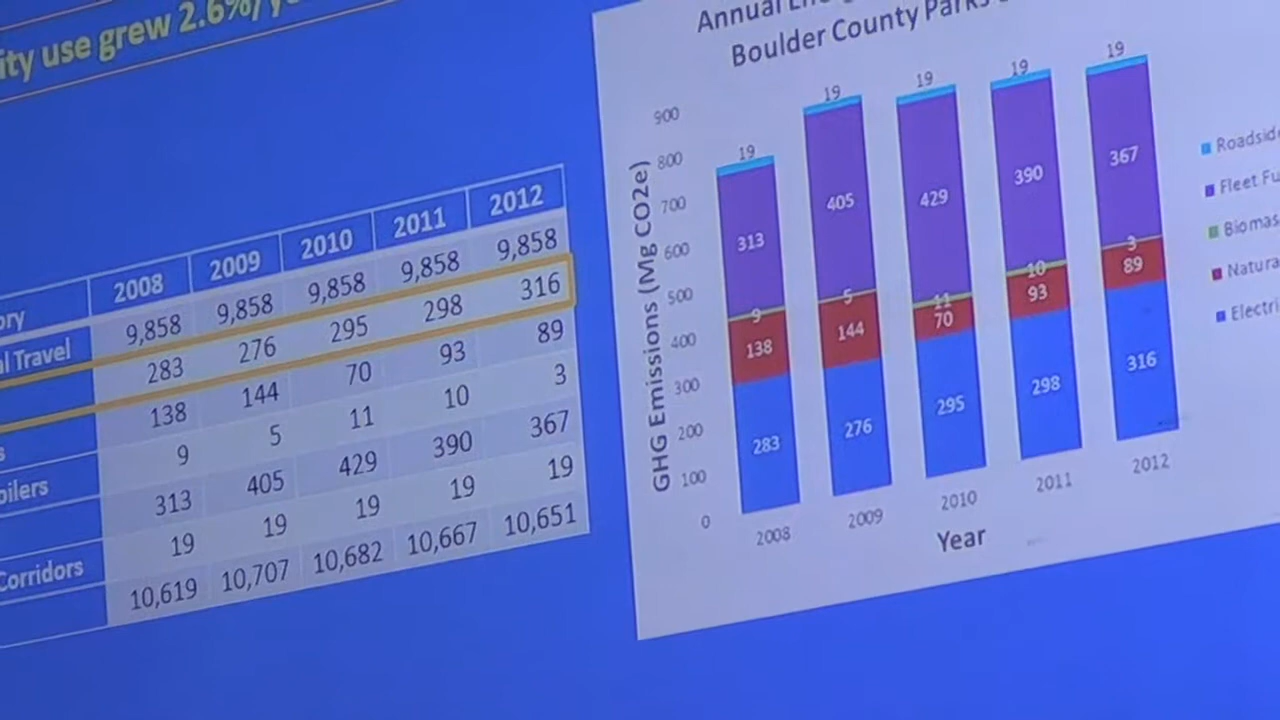 ity use grew 2.6%/y
ory 2008 2009 2010 2011 2012
l Travel 9,858 9,858 9,858 9,858 9,858
283 276 295 298 316
s 138 144 70 93 89
oilers 9 5 11 10 3
313 405 429 390 367
Corridors 19 19 19 19 19
10,619 10,707 10,682 10,667 10,651
Annual
Boulder County Parks
GHG Emissions (Mg CO2e)
900
800
700
600
500
400
300
200
100
0
19 19 19 19 19
313 405 429 390 367
9 5 11 10 3
138 144 70 93 89
283 276 295 298 316
2008 2009 2010 2011 2012
Year
Roadsid
Fleet Fu
Biomas
Natura
Electri